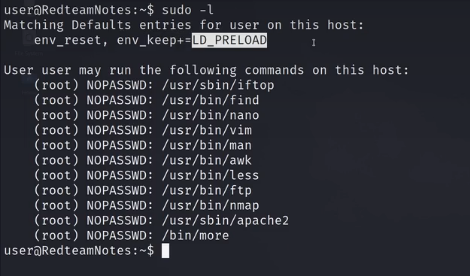 user@RedteamNotes:~$ sudo -l
Matching Defaults entries for user on this host:
    env_reset, env_keep+=LD_PRELOAD

User user may run the following commands on this host:
    (root) NOPASSWD: /usr/sbin/iftop
    (root) NOPASSWD: /usr/bin/find
    (root) NOPASSWD: /usr/bin/nano
    (root) NOPASSWD: /usr/bin/vim
    (root) NOPASSWD: /usr/bin/man
    (root) NOPASSWD: /usr/bin/awk
    (root) NOPASSWD: /usr/bin/less
    (root) NOPASSWD: /usr/bin/ftp
    (root) NOPASSWD: /usr/bin/nmap
    (root) NOPASSWD: /usr/sbin/apache2
    (root) NOPASSWD: /bin/more
user@RedteamNotes:~$